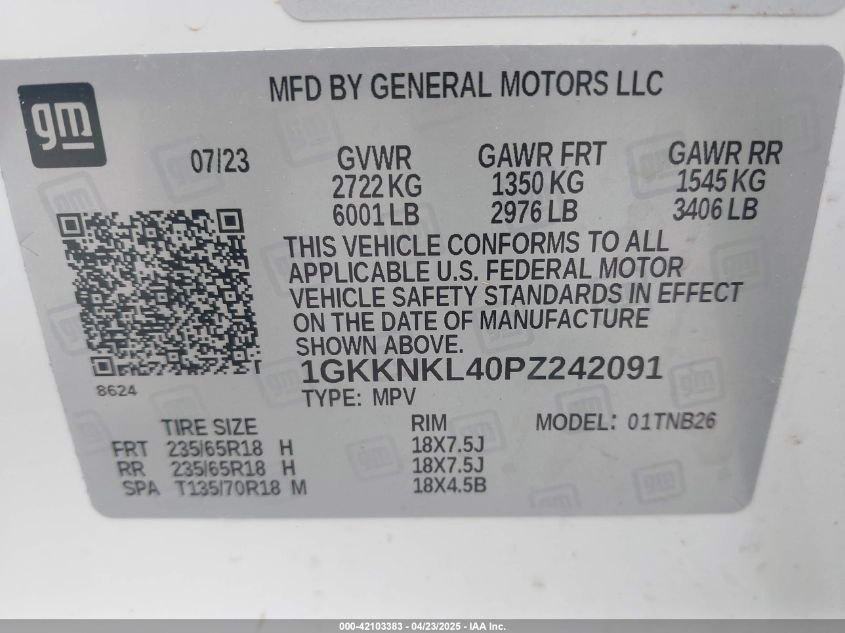 MFD BY GENERAL MOTORS LLC
gm
07/23
GVWR GAWR FRT GAWR RR
2722 KG 1350 KG 1545 KG
6001 LB 2976 LB 3406 LB
THIS VEHICLE CONFORMS TO ALL
APPLICABLE U.S. FEDERAL MOTOR
VEHICLE SAFETY STANDARDS IN EFFECT
ON THE DATE OF MANUFACTURE
SHOWN ABOVE.
1GKKNKL40PZ242091
8624
TYPE: MPV
TIRE SIZE RIM MODEL: 01TNB26
FRT 235/65R18 H 18X7.5J
RR 235/65R18 H 18X7.5J
SPA T135/70R18 M 18X4.5B
000-42103383 - 04/23/2025 - IAA Inc.